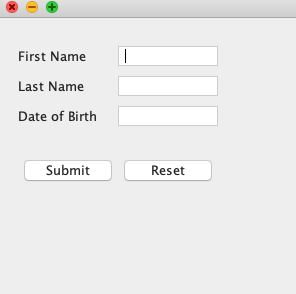 First Name
Last Name
Date of Birth
Submit Reset